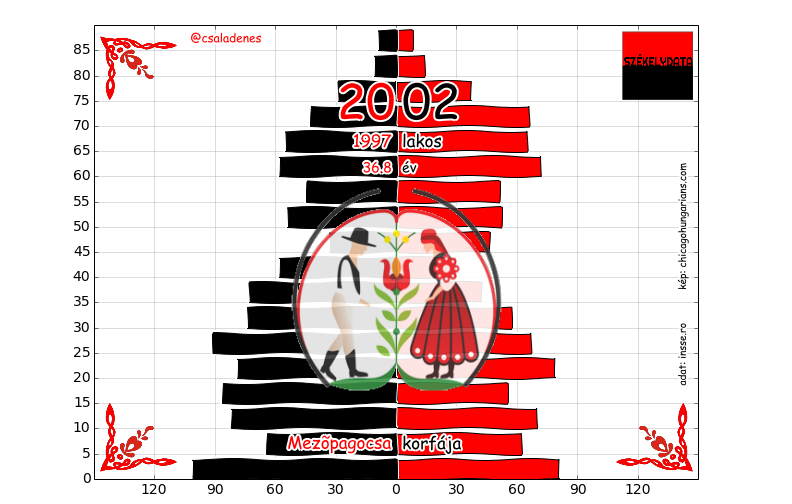 @csaladenes
SZÉKELYDATA
2002
1997 lakos
36.8 év
kép: chicagohungarians.com
adat: insse.ro
Mezõpagocsa korfája
85
80
75
70
65
60
55
50
45
40
35
30
25
20
15
10
5
0
120 90 60 30 0 30 60 90 120